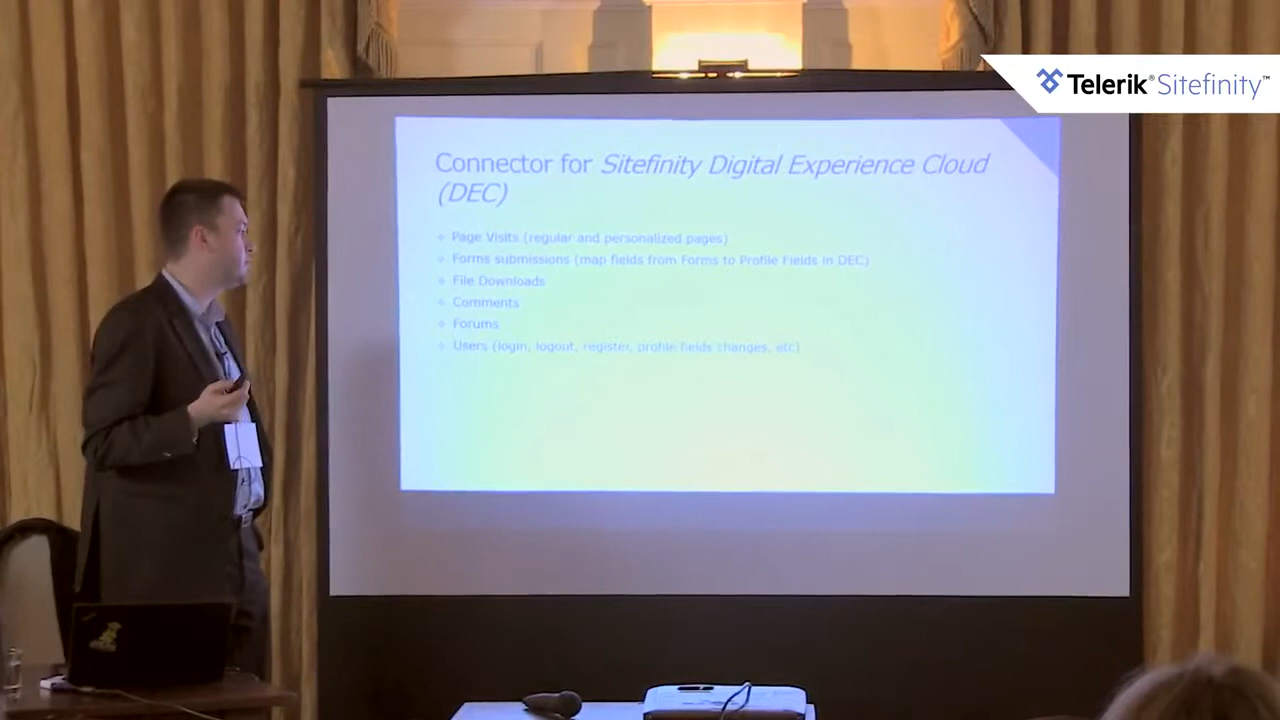 Telerik® Sitefinity™
Connector for Sitefinity Digital Experience Cloud
(DEC)
Page Visits (regular and personalized pages)
Forms submissions (map fields from Forms to Profile Fields in DEC)
File Downloads
Comments
Forums
Users (login, logout, register, profile fields changes, etc)